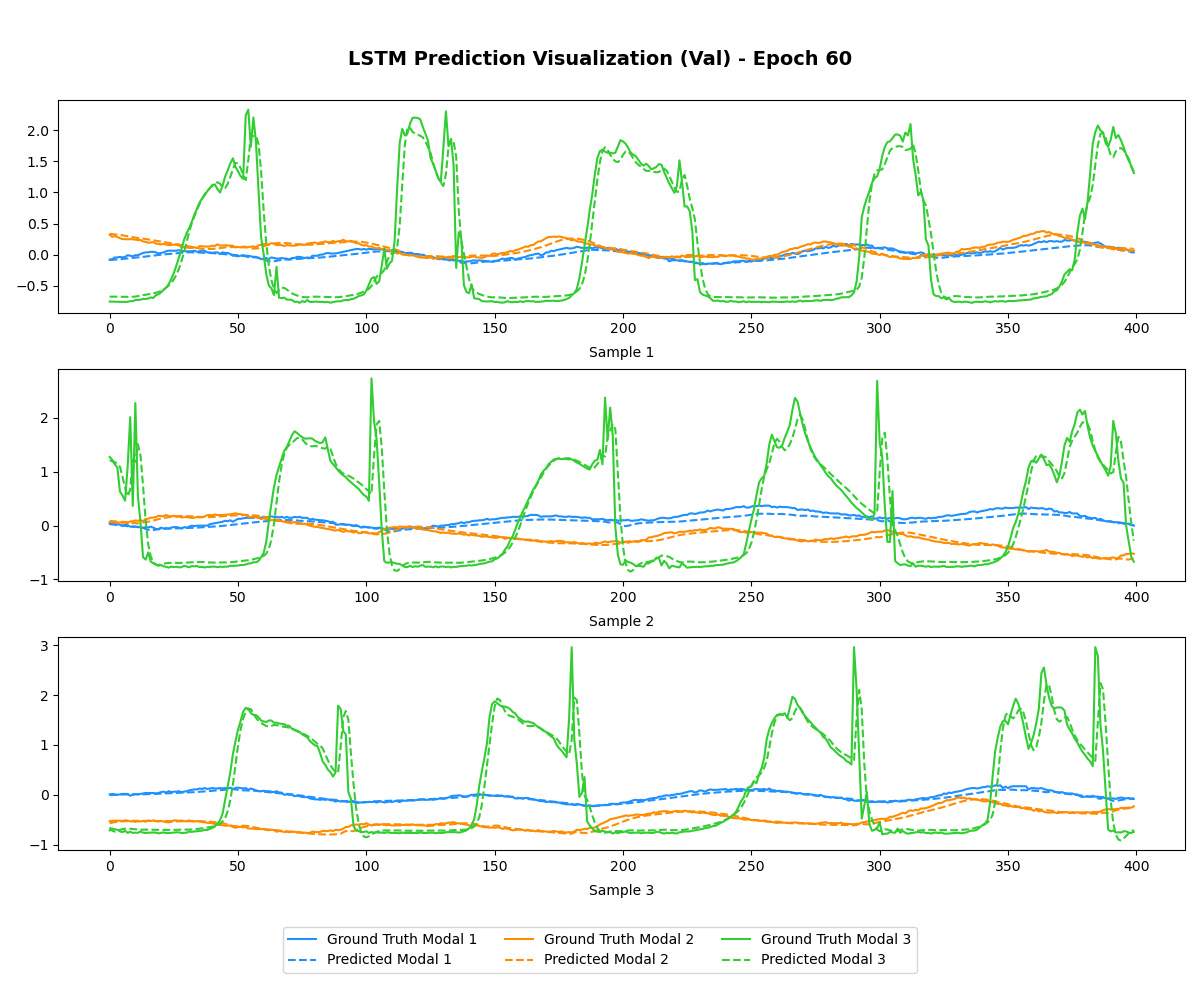 LSTM Prediction Visualization (Val) - Epoch 60
2.0
1.5
1.0
0.5
0.0
−0.5
0 50 100 150 200 250 300 350 400
Sample 1
2
1
0
−1
0 50 100 150 200 250 300 350 400
Sample 2
3
2
1
0
−1
0 50 100 150 200 250 300 350 400
Sample 3
Ground Truth Modal 1 Ground Truth Modal 2 Ground Truth Modal 3
Predicted Modal 1 Predicted Modal 2 Predicted Modal 3